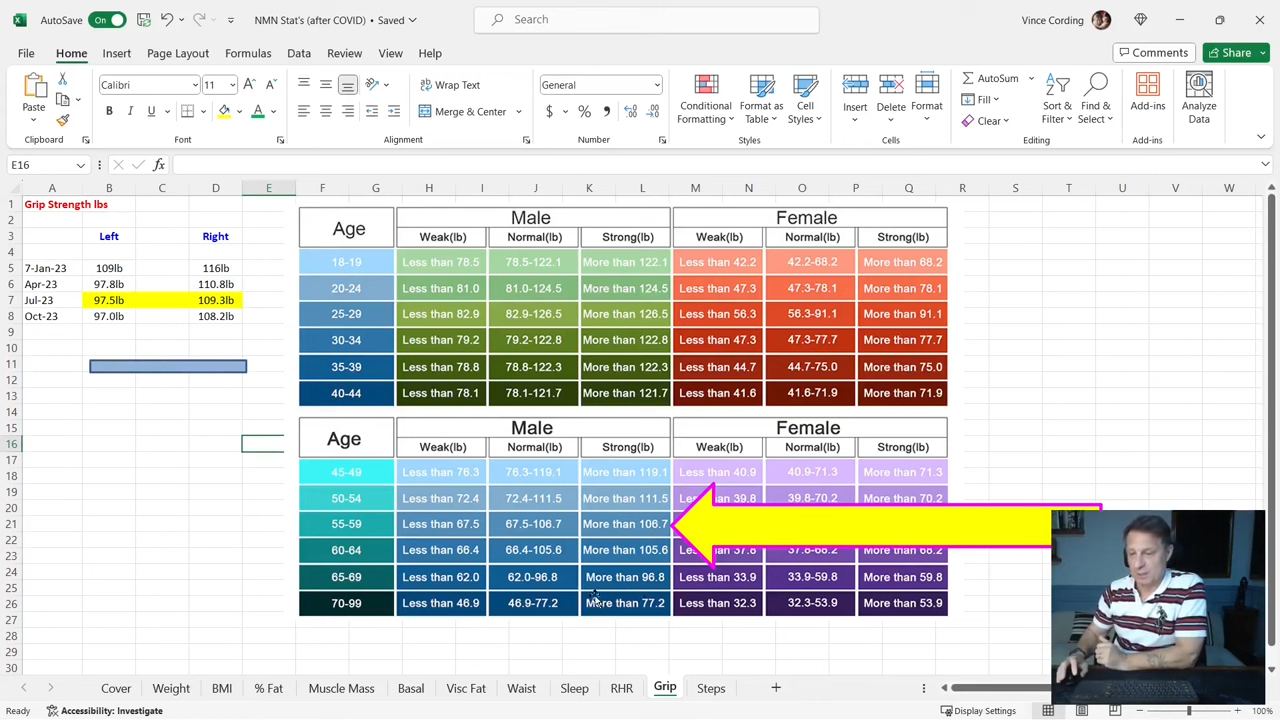 AutoSave On NMN Stat's (after COVID) • Saved Search Vince Cording
File Home Insert Page Layout Formulas Data Review View Help Comments Share
Paste Calibri 11 B I U Wrap Text Merge & Center General $ % Conditional Formatting Format as Table Cell Styles Insert Delete Format AutoSum Fill Clear Sort & Filter Find & Select Add-ins Analyze Data
Clipboard Font Alignment Number Styles Cells Editing Add-ins
E16 fx
A B C D E F G H I J K L M N O P Q R S T U V W
1 Grip Strength lbs
2
3 Left Right
4
5 7-Jan-23 109lb 116lb
6 Apr-23 97.8lb 110.8lb
7 Jul-23 97.5lb 109.3lb
8 Oct-23 97.0lb 108.2lb
9
10
11
12
13
14
15
16
17
18
19
20
21
22
23
24
25
26
27
28
29
30
Age Male Female
Weak(lb) Normal(lb) Strong(lb) Weak(lb) Normal(lb) Strong(lb)
18-19 Less than 78.5 78.5-122.1 More than 122.1 Less than 42.2 42.2-68.2 More than 68.2
20-24 Less than 81.0 81.0-124.5 More than 124.5 Less than 47.3 47.3-78.1 More than 78.1
25-29 Less than 82.9 82.9-126.5 More than 126.5 Less than 56.3 56.3-91.1 More than 91.1
30-34 Less than 79.2 79.2-122.8 More than 122.8 Less than 47.3 47.3-77.7 More than 77.7
35-39 Less than 78.8 78.8-122.3 More than 122.3 Less than 44.7 44.7-75.0 More than 75.0
40-44 Less than 78.1 78.1-121.7 More than 121.7 Less than 41.6 41.6-71.9 More than 71.9
Age Male Female
Weak(lb) Normal(lb) Strong(lb) Weak(lb) Normal(lb) Strong(lb)
45-49 Less than 76.3 76.3-119.1 More than 119.1 Less than 40.9 40.9-71.3 More than 71.3
50-54 Less than 72.4 72.4-111.5 More than 111.5 Less than 39.8 39.8-70.2 More than 70.2
55-59 Less than 67.5 67.5-106.7 More than 106.7
60-64 Less than 66.4 66.4-105.6 More than 105.6 Less than 37.8 37.8-68.2 More than 68.2
65-69 Less than 62.0 62.0-96.8 More than 96.8 Less than 33.9 33.9-59.8 More than 59.8
70-99 Less than 46.9 46.9-77.2 More than 77.2 Less than 32.3 32.3-53.9 More than 53.9
Cover Weight BMI % Fat Muscle Mass Basal Visc Fat Waist Sleep RHR Grip Steps
Ready Accessibility: Investigate Display Settings 100%